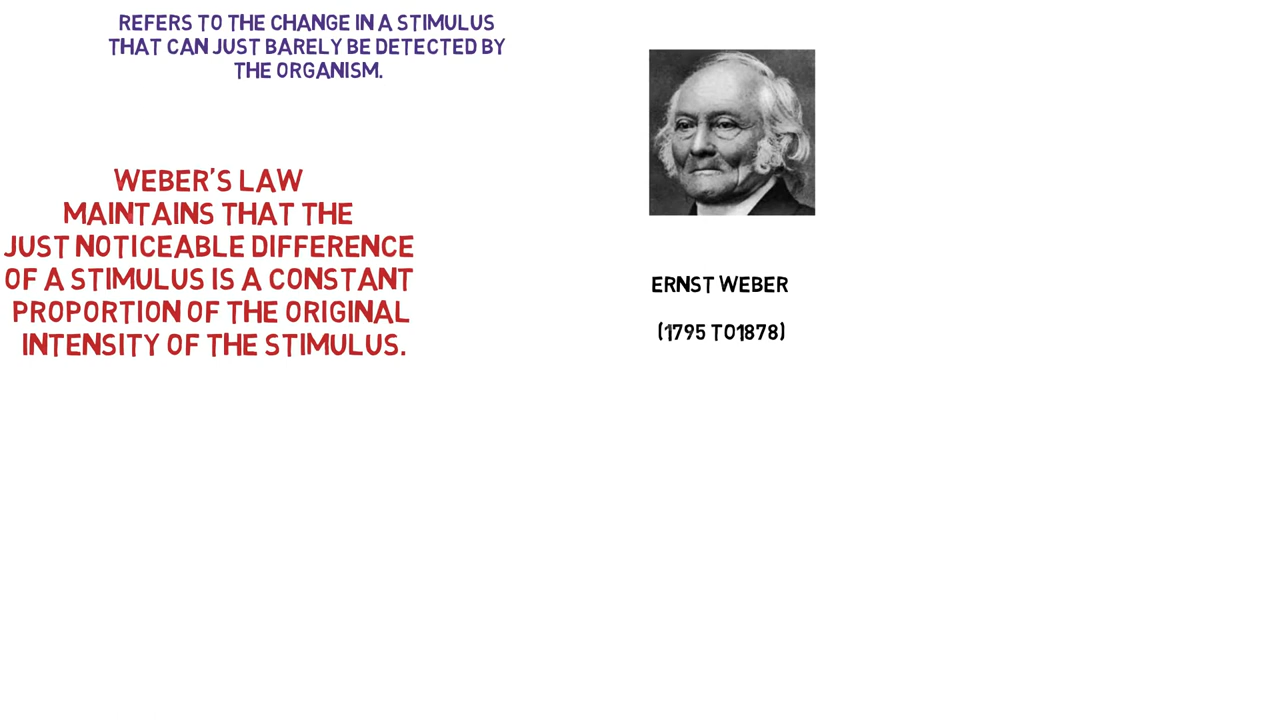 REFERS TO THE CHANGE IN A STIMULUS
THAT CAN JUST BARELY BE DETECTED BY
THE ORGANISM.
WEBER'S LAW
MAINTAINS THAT THE
JUST NOTICEABLE DIFFERENCE
OF A STIMULUS IS A CONSTANT
PROPORTION OF THE ORIGINAL
INTENSITY OF THE STIMULUS.
ERNST WEBER
(1795 TO1878)